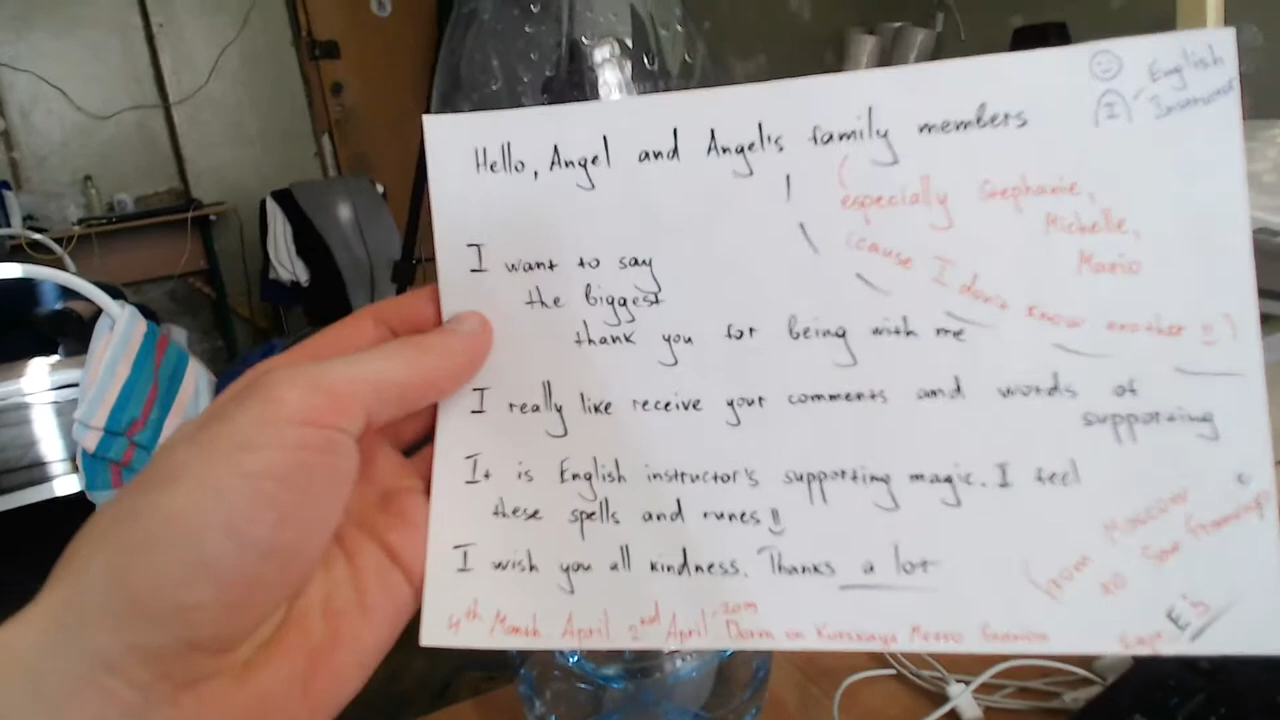 English
I Instructor
Hello, Angel and Angel's family members
especially Stephanie,
Michelle,
Mario
(cause I don't know another !!)
I want to say
the biggest
thank you for being with me
I really like receive your comments and words of
supporting
It is English instructor's supporting magic. I feel
these spells and runes!!
I wish you all kindness. Thanks a lot
from Moscow
to San Francisco
4th Month April 2nd April Dorm on Kurskaya Metro